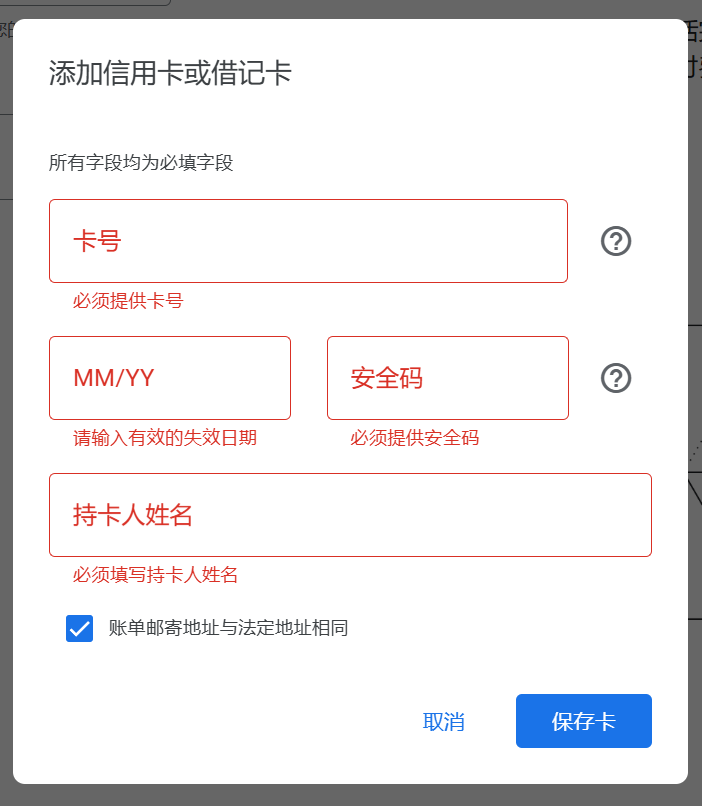 添加信用卡或借记卡
所有字段均为必填字段
卡号
必须提供卡号
MM/YY
安全码
请输入有效的失效日期
必须提供安全码
持卡人姓名
必须填写持卡人姓名
账单邮寄地址与法定地址相同
取消
保存卡